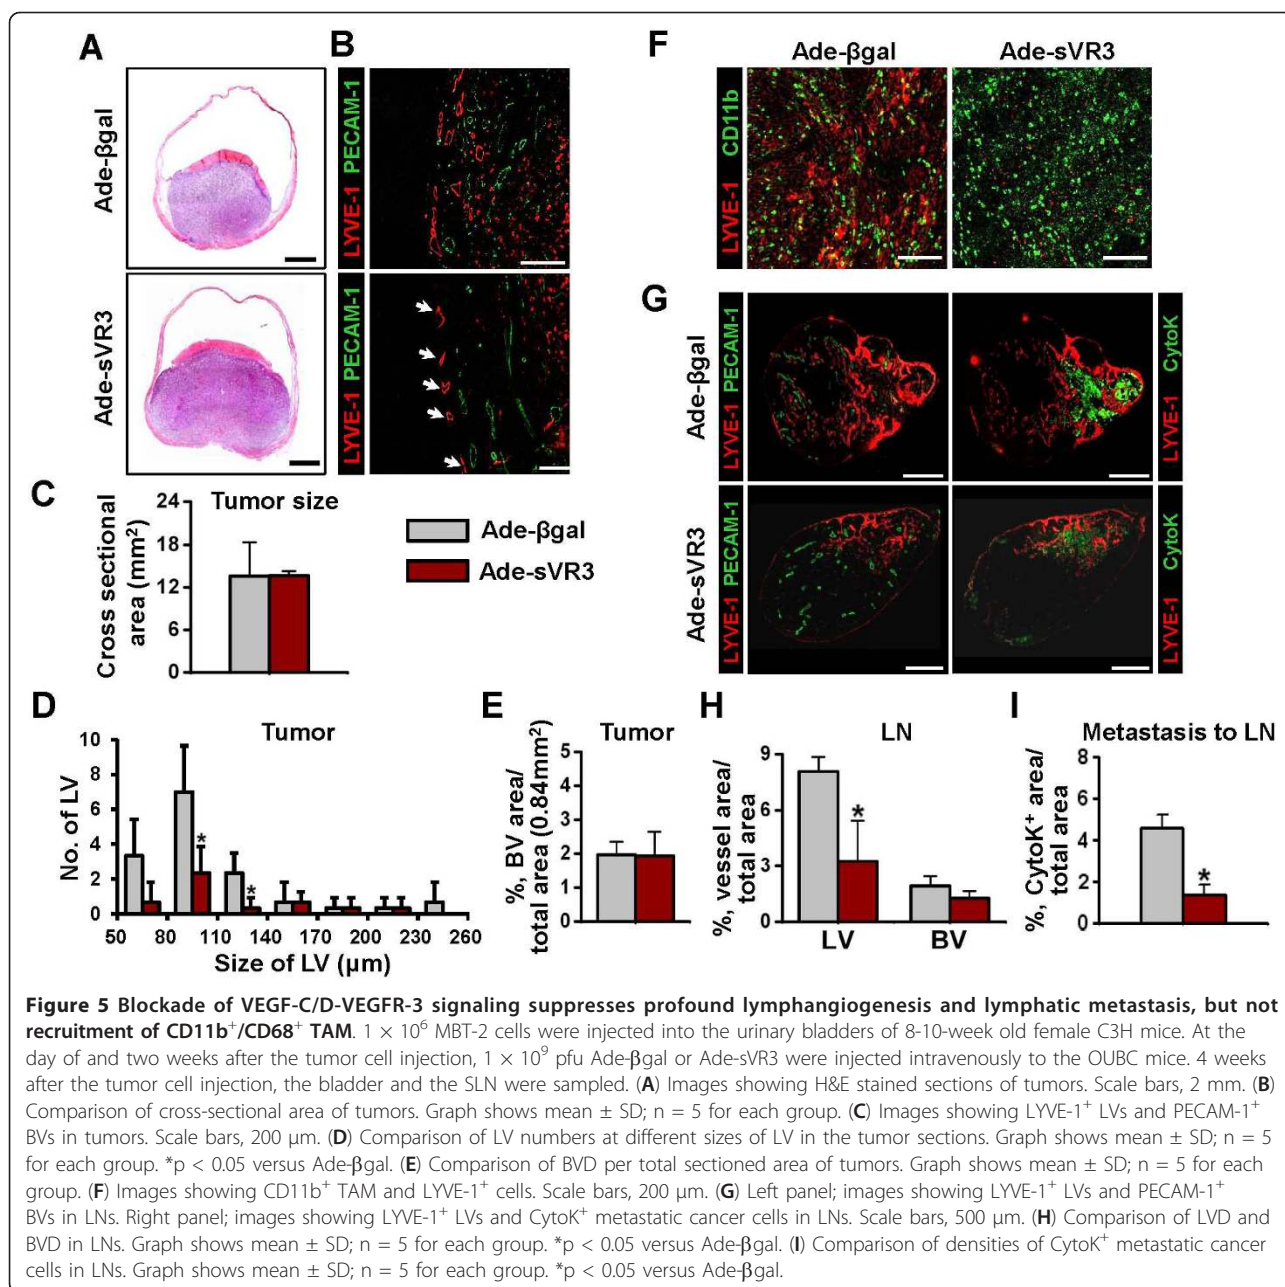 A
B
F
Ade-βgal
Ade-sVR3
Ade-βgal
LYVE-1 PECAM-1
LYVE-1 CD11b
Ade-sVR3
LYVE-1 PECAM-1
G
Ade-βgal
LYVE-1 PECAM-1
LYVE-1 CytoK
Ade-sVR3
LYVE-1 PECAM-1
LYVE-1 CytoK
C
Tumor size
Cross sectional
area (mm²)
24
18
12
6
0
Ade-βgal
Ade-sVR3
D
Tumor
No. of LV
10
8
6
4
2
0
*
*
50 80 110 140 170 200 230 260
Size of LV (µm)
E
Tumor
%, BV area/
total area (0.84mm²)
5
4
3
2
1
0
H
LN
%, vessel area/
total area
9
6
3
0
*
LV BV
I
Metastasis to LN
%, CytoK⁺ area/
total area
8
6
4
2
0
*
Figure 5 Blockade of VEGF-C/D-VEGFR-3 signaling suppresses profound lymphangiogenesis and lymphatic metastasis, but not
recruitment of CD11b⁺/CD68⁺ TAM. 1 × 10⁶ MBT-2 cells were injected into the urinary bladders of 8-10-week old female C3H mice. At the
day of and two weeks after the tumor cell injection, 1 × 10⁹ pfu Ade-βgal or Ade-sVR3 were injected intravenously to the OUBC mice. 4 weeks
after the tumor cell injection, the bladder and the SLN were sampled. (A) Images showing H&E stained sections of tumors. Scale bars, 2 mm. (B)
Comparison of cross-sectional area of tumors. Graph shows mean ± SD; n = 5 for each group. (C) Images showing LYVE-1⁺ LVs and PECAM-1⁺
BVs in tumors. Scale bars, 200 µm. (D) Comparison of LV numbers at different sizes of LV in the tumor sections. Graph shows mean ± SD; n = 5
for each group. *p < 0.05 versus Ade-βgal. (E) Comparison of BVD per total sectioned area of tumors. Graph shows mean ± SD; n = 5 for each
group. (F) Images showing CD11b⁺ TAM and LYVE-1⁺ cells. Scale bars, 200 µm. (G) Left panel; images showing LYVE-1⁺ LVs and PECAM-1⁺
BVs in LNs. Right panel; images showing LYVE-1⁺ LVs and CytoK⁺ metastatic cancer cells in LNs. Scale bars, 500 µm. (H) Comparison of LVD and
BVD in LNs. Graph shows mean ± SD; n = 5 for each group. *p < 0.05 versus Ade-βgal. (I) Comparison of densities of CytoK⁺ metastatic cancer
cells in LNs. Graph shows mean ± SD; n = 5 for each group. *p < 0.05 versus Ade-βgal.